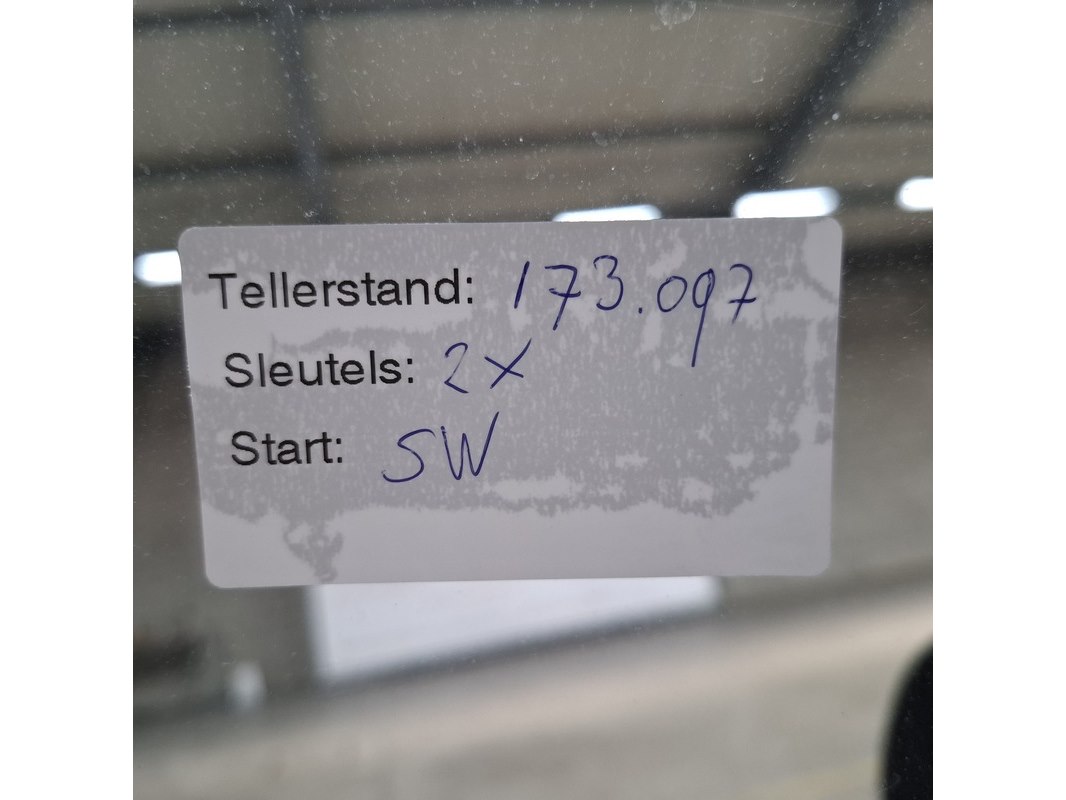 Tellerstand: 173.097
Sleutels: 2x
Start: SW